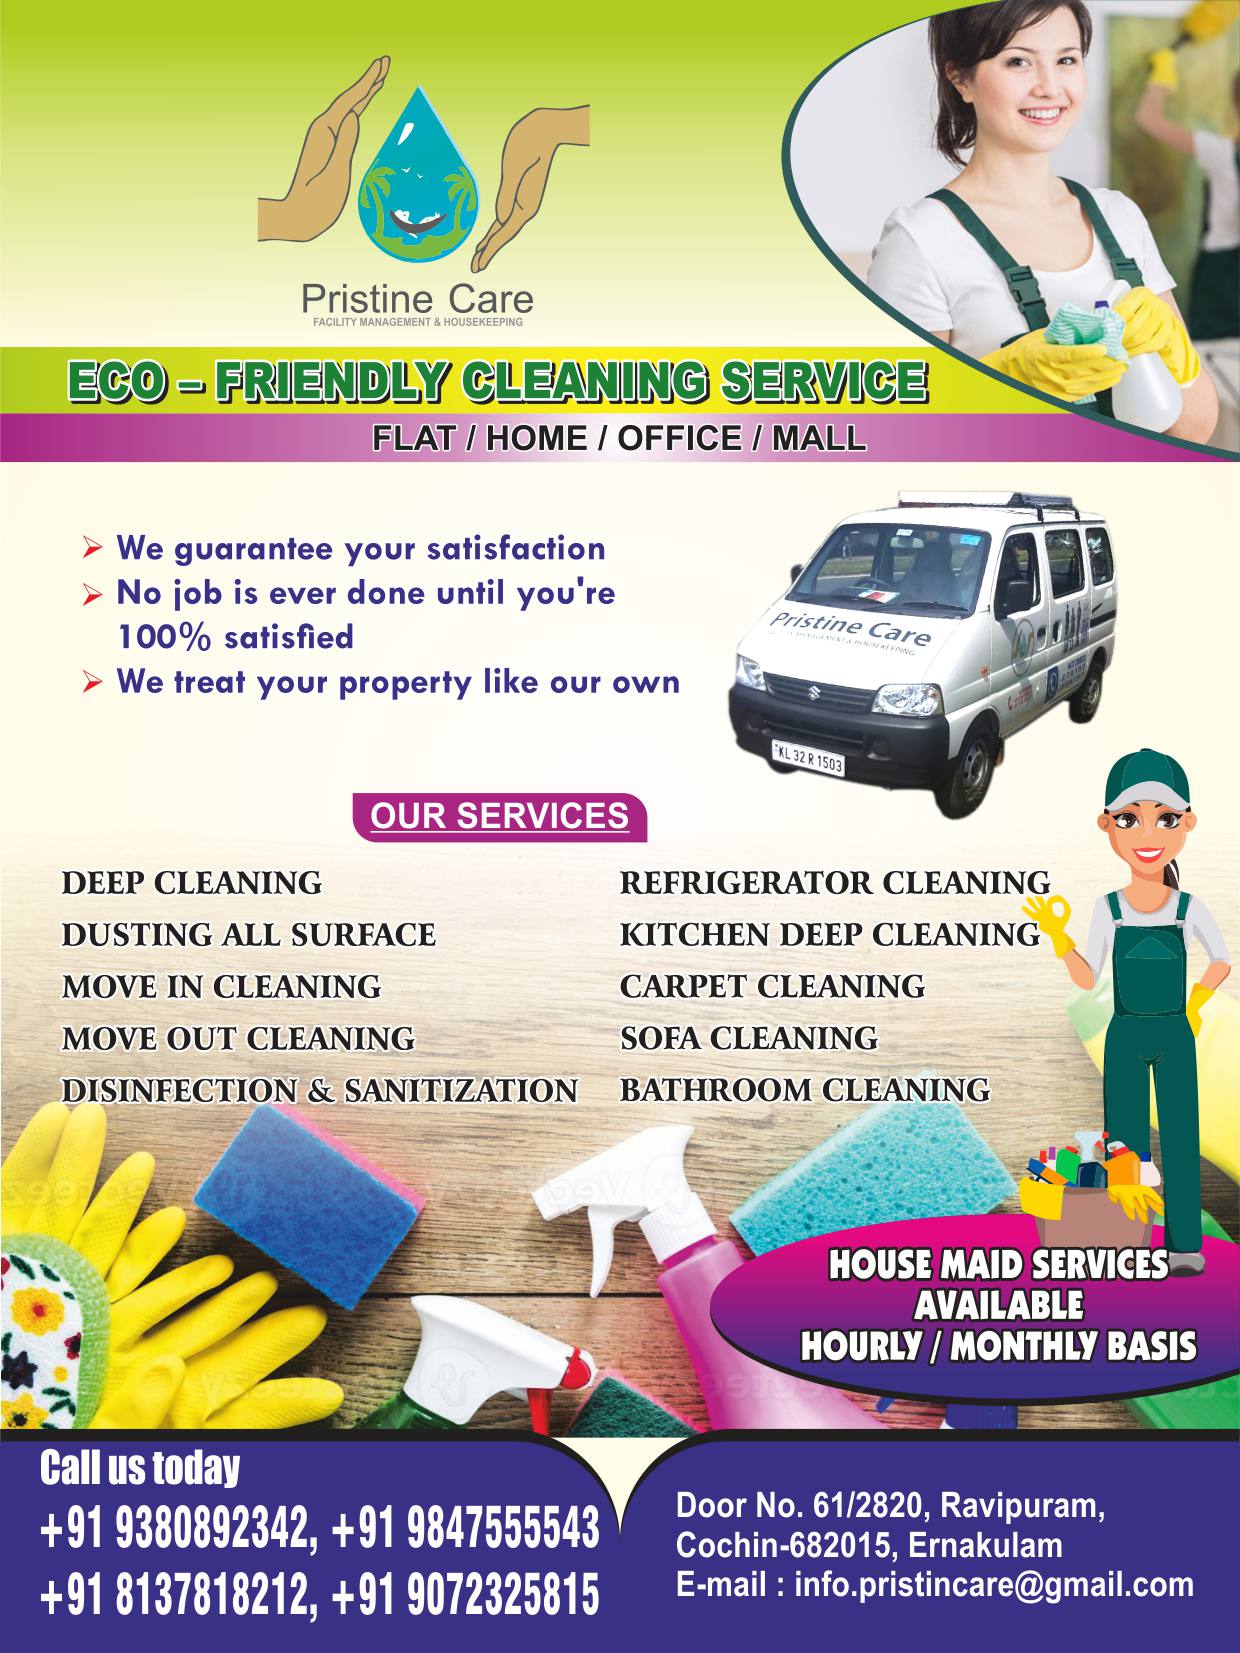 Pristine Care
FACILITY MANAGEMENT & HOUSEKEEPING
ECO – FRIENDLY CLEANING SERVICE
FLAT / HOME / OFFICE / MALL
We guarantee your satisfaction
No job is ever done until you're
100% satisfied
We treat your property like our own
Pristine Care
KL 32 R 1503
OUR SERVICES
DEEP CLEANING
DUSTING ALL SURFACE
MOVE IN CLEANING
MOVE OUT CLEANING
DISINFECTION & SANITIZATION
REFRIGERATOR CLEANING
KITCHEN DEEP CLEANING
CARPET CLEANING
SOFA CLEANING
BATHROOM CLEANING
HOUSE MAID SERVICES
AVAILABLE
HOURLY / MONTHLY BASIS
Call us today
+91 9380892342, +91 9847555543
+91 8137818212, +91 9072325815
Door No. 61/2820, Ravipuram,
Cochin-682015, Ernakulam
E-mail : info.pristincare@gmail.com